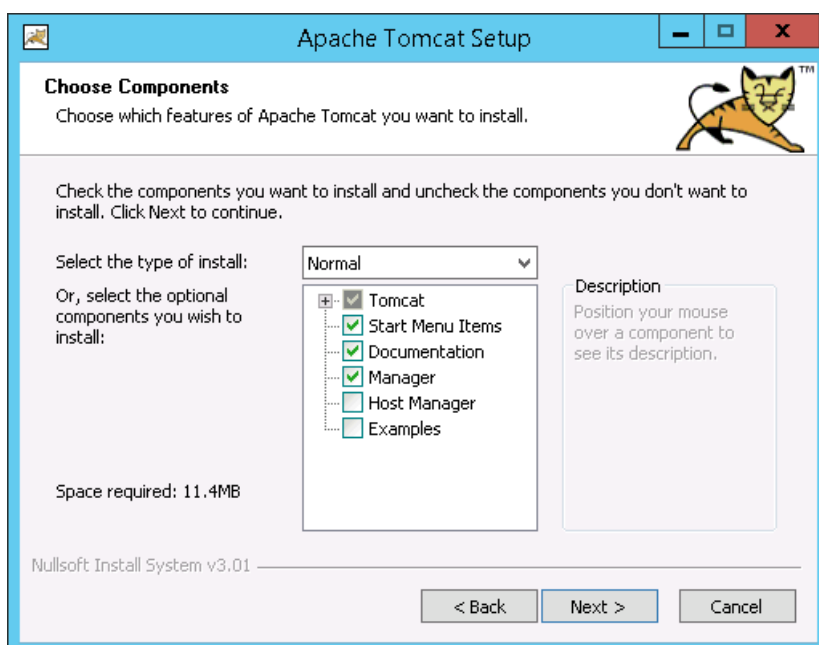 Apache Tomcat Setup
Choose Components
Choose which features of Apache Tomcat you want to install.
TM
Check the components you want to install and uncheck the components you don't want to
install. Click Next to continue.
Select the type of install:
Normal
Or, select the optional
components you wish to
install:
Tomcat
Start Menu Items
Documentation
Manager
Host Manager
Examples
Description
Position your mouse
over a component to
see its description.
Space required: 11.4MB
Nullsoft Install System v3.01
< Back
Next >
Cancel